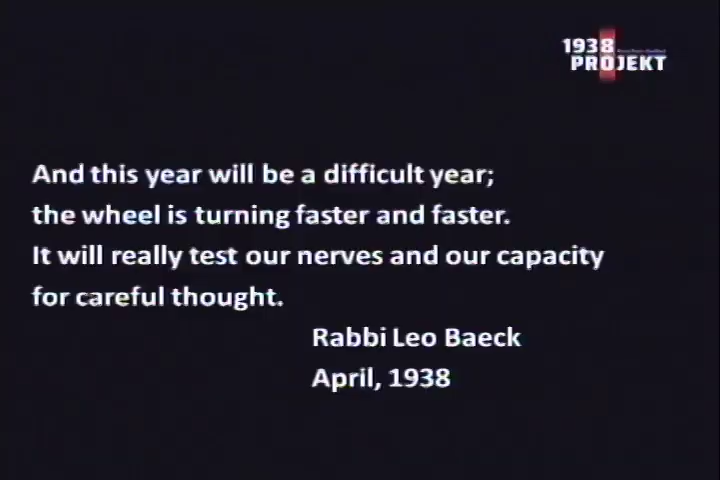 1938
PROJEKT
And this year will be a difficult year;
the wheel is turning faster and faster.
It will really test our nerves and our capacity
for careful thought.
Rabbi Leo Baeck
April, 1938